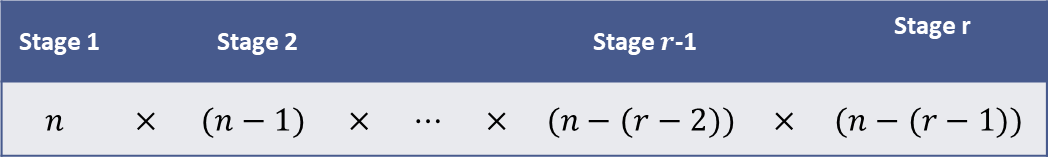 Stage 1 Stage 2 Stage r-1 Stage r
n × (n − 1) × ⋯ × (n − (r − 2)) × (n − (r − 1))